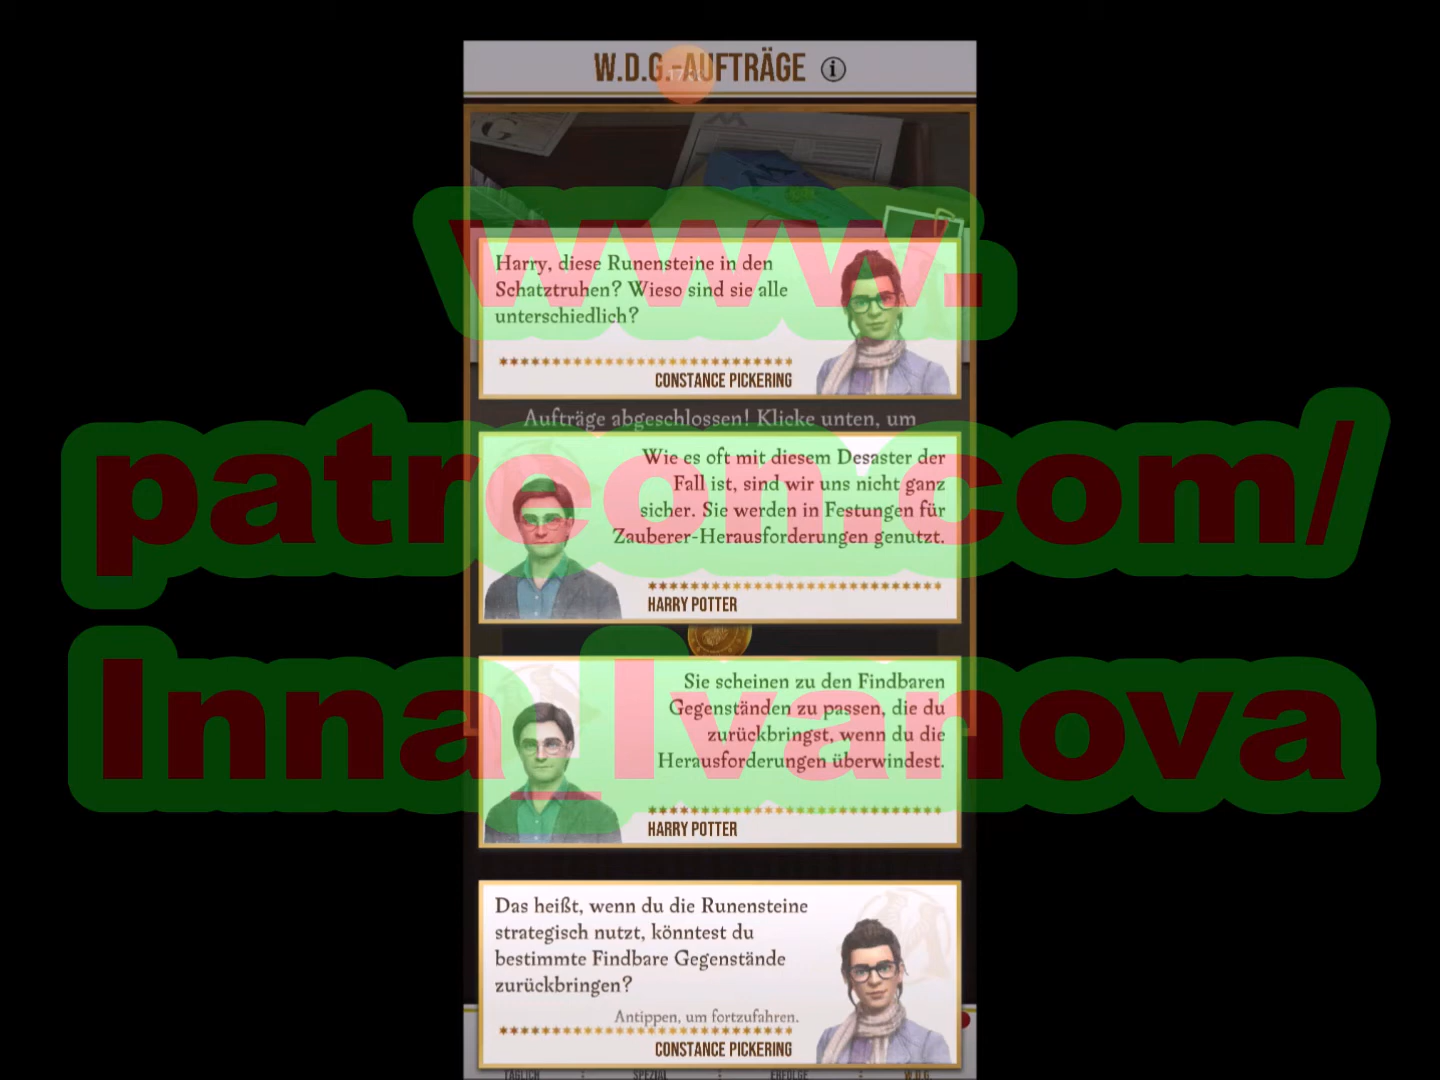 W.D.G.-AUFTRÄGE
www.
Harry, diese Runensteine in den
Schatztruhen? Wieso sind sie alle
unterschiedlich?
CONSTANCE PICKERING
Aufträge abgeschlossen! Klicke unten, um
patreon.com/
Wie es oft mit diesem Desaster der
Fall ist, sind wir uns nicht ganz
sicher. Sie werden in Festungen für
Zauberer-Herausforderungen genutzt.
HARRY POTTER
Inna_Ivanova
Sie scheinen zu den Findbaren
Gegenständen zu passen, die du
zurückbringst, wenn du die
Herausforderungen überwindest.
HARRY POTTER
Das heißt, wenn du die Runensteine
strategisch nutzt, könntest du
bestimmte Findbare Gegenstände
zurückbringen?
Antippen, um fortzufahren.
CONSTANCE PICKERING
TÄGLICH SPEZIAL ERFOLGE W.D.G